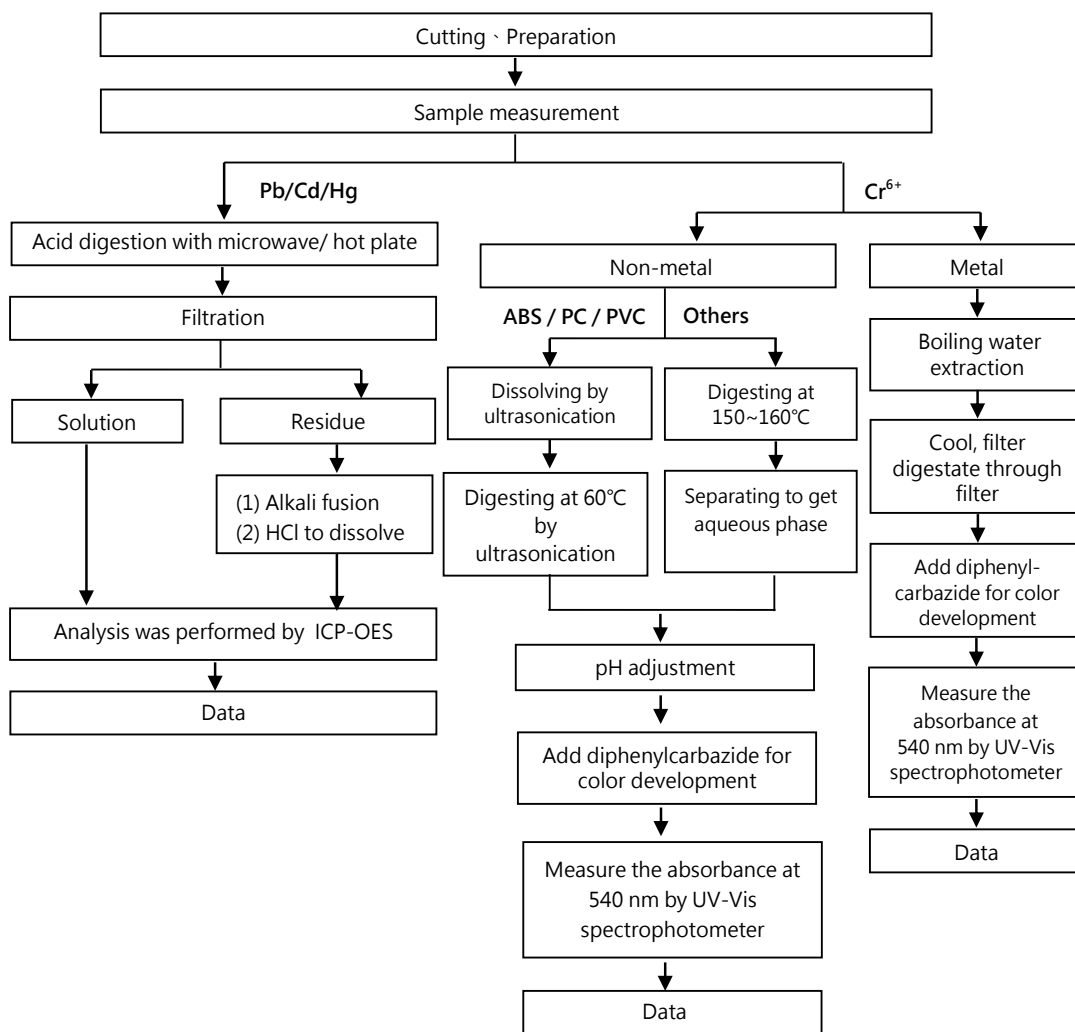 Cutting、Preparation
Sample measurement
Pb/Cd/Hg
Cr⁶⁺
Acid digestion with microwave/ hot plate
Filtration
Solution
Residue
(1) Alkali fusion
(2) HCl to dissolve
Analysis was performed by ICP-OES
Data
Non-metal
ABS / PC / PVC
Others
Dissolving by
ultrasonication
Digesting at
150~160℃
Digesting at 60℃
by
ultrasonication
Separating to get
aqueous phase
pH adjustment
Add diphenylcarbazide for
color development
Measure the absorbance at
540 nm by UV-Vis
spectrophotometer
Data
Metal
Boiling water
extraction
Cool, filter
digestate through
filter
Add diphenyl-
carbazide for color
development
Measure the
absorbance at
540 nm by UV-Vis
spectrophotometer
Data